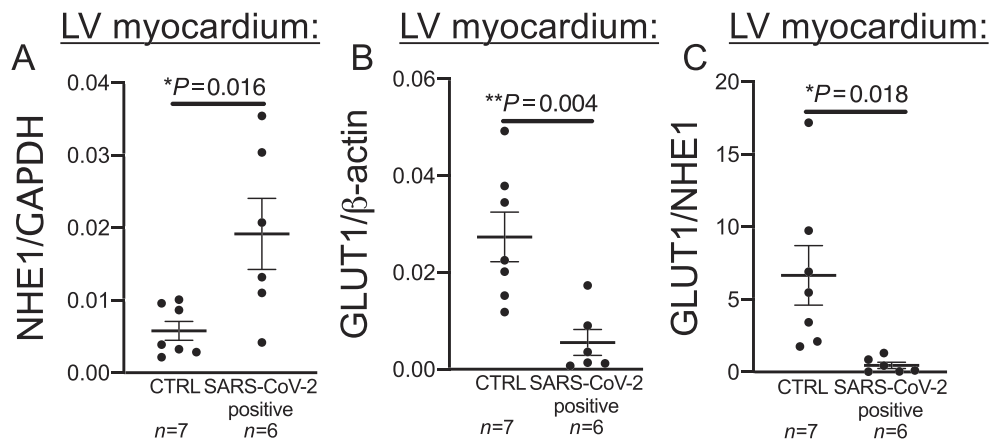 LV myocardium:
A
NHE1/GAPDH
0.04
0.03
0.02
0.01
0.00
*P=0.016
CTRL SARS-CoV-2
positive
n=7 n=6
LV myocardium:
B
GLUT1/β-actin
0.06
0.04
0.02
0.00
**P=0.004
CTRL SARS-CoV-2
positive
n=7 n=6
LV myocardium:
C
GLUT1/NHE1
20
15
10
5
0
*P=0.018
CTRL SARS-CoV-2
positive
n=7 n=6